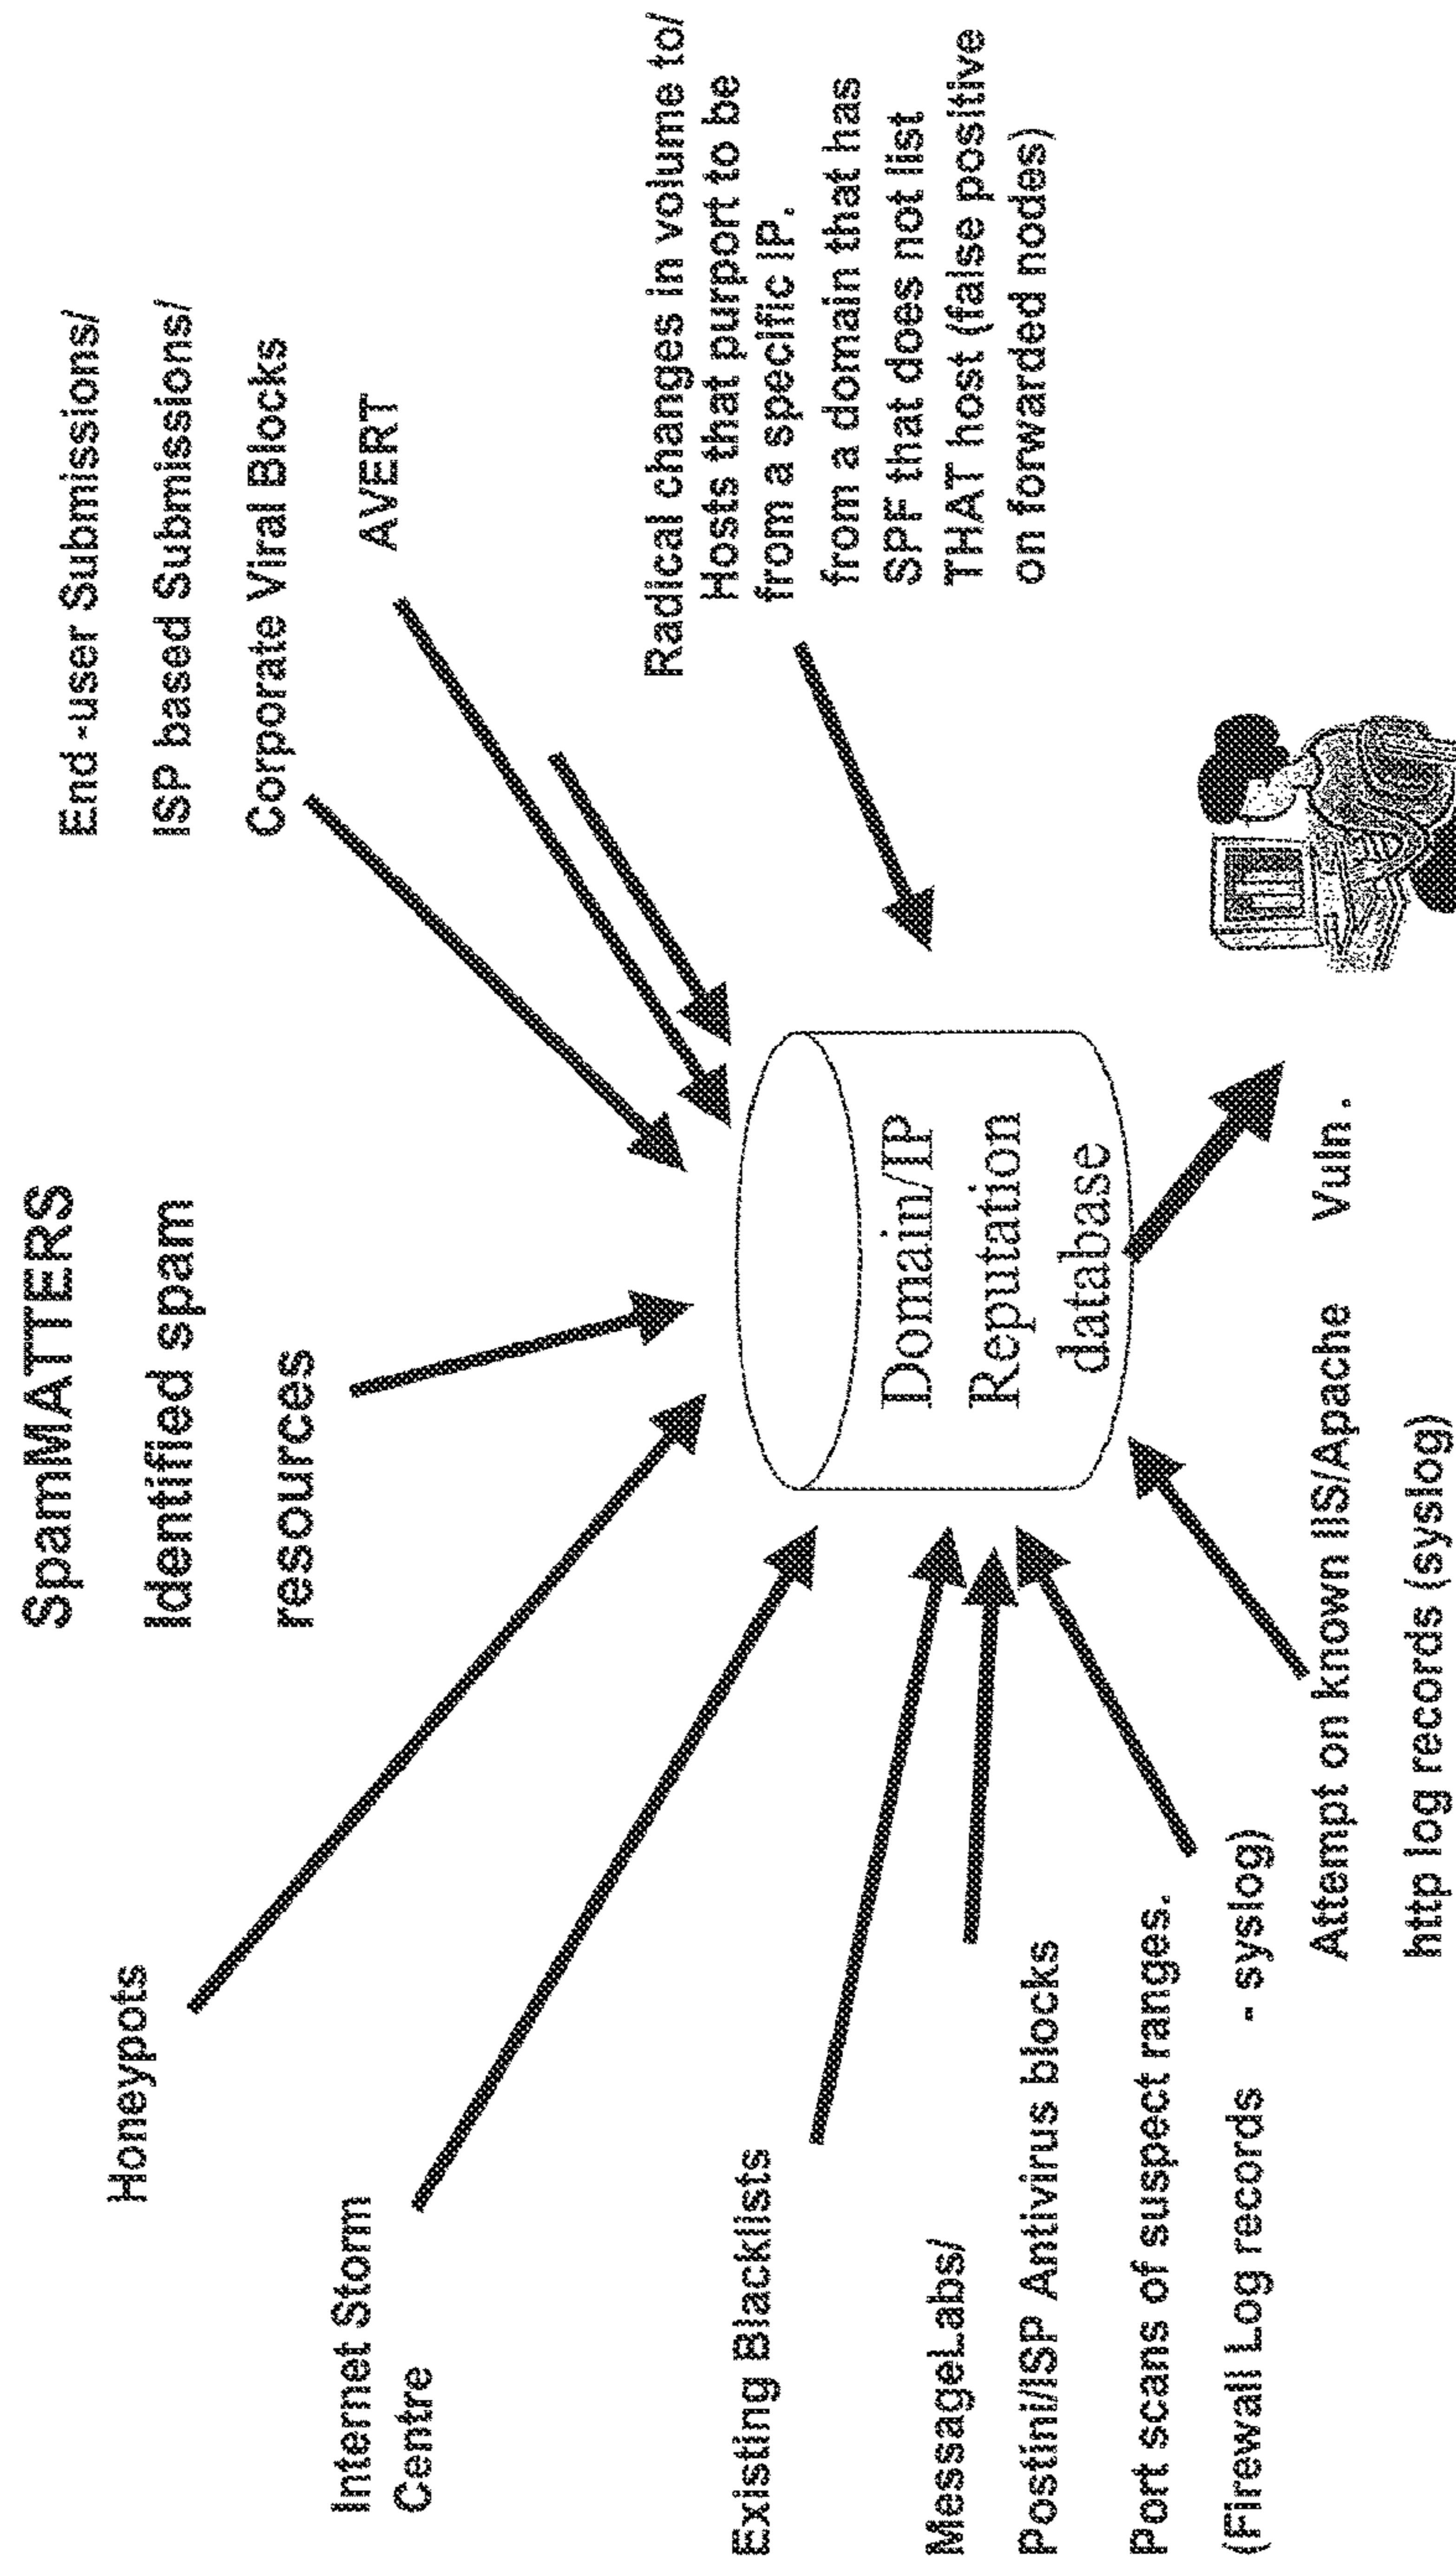 SpamMATTERS
Identified spam
resources
End -user Submissions/
ISP based Submissions/
Corporate Viral Blocks
AVERT
Honeypots
Internet Storm
Centre
Radical changes in volume to/
Hosts that purport to be
from a specific IP.
from a domain that has
SPF that does not list
THAT host (false positive
on forwarded nodes)
Existing Blacklists
Domain/IP
Reputation
database
MessageLabs/
Postini/ISP Antivirus blocks
Port scans of suspect ranges.
(Firewall Log records - syslog)
Attempt on known IIS/Apache Vuln.
http log records (syslog)